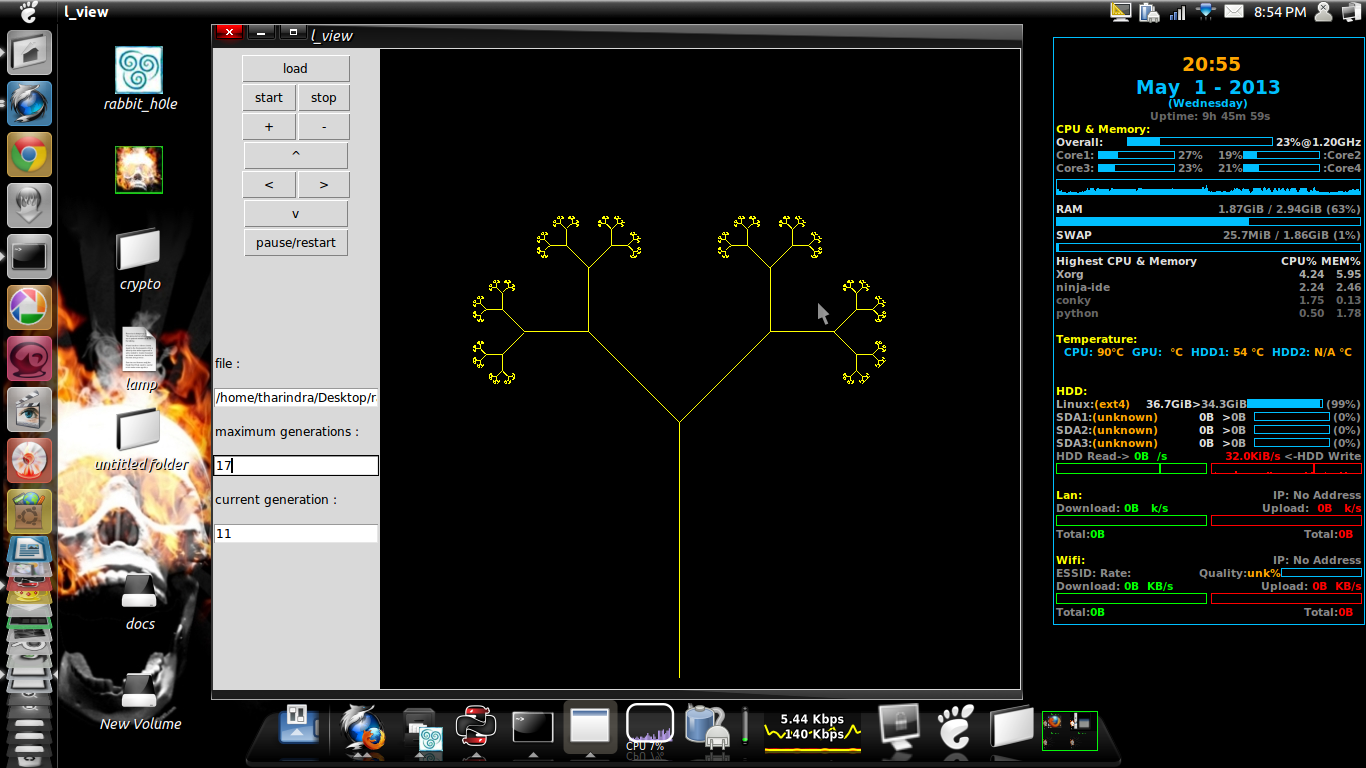 l_view
8:54 PM
rabbit_h0le
crypto
lamp
untitled folder
docs
New Volume
l_view
load
start stop
+ -
^
< >
v
pause/restart
file :
/home/tharindra/Desktop/r
maximum generations :
17
current generation :
11
20:55
May 1 - 2013
(Wednesday)
Uptime: 9h 45m 59s
CPU & Memory:
Overall: 23%@1.20GHz
Core1: 27% 19% :Core2
Core3: 23% 21% :Core4
RAM 1.87GiB / 2.94GiB (63%)
SWAP 25.7MiB / 1.86GiB (1%)
Highest CPU & Memory CPU% MEM%
Xorg 4.24 5.95
ninja-ide 2.24 2.46
conky 1.75 0.13
python 0.50 1.78
Temperature:
CPU: 90°C GPU: °C HDD1: 54 °C HDD2: N/A °C
HDD:
Linux:(ext4) 36.7GiB>34.3GiB (99%)
SDA1:(unknown) 0B >0B (0%)
SDA2:(unknown) 0B >0B (0%)
SDA3:(unknown) 0B >0B (0%)
HDD Read-> 0B /s 32.0KiB/s <-HDD Write
Lan: IP: No Address
Download: 0B k/s Upload: 0B k/s
Total:0B Total:0B
Wifi: IP: No Address
ESSID: Rate: Quality:unk%
Download: 0B KB/s Upload: 0B KB/s
Total:0B Total:0B
CPU 7%
5.44 Kbps
140 Kbps